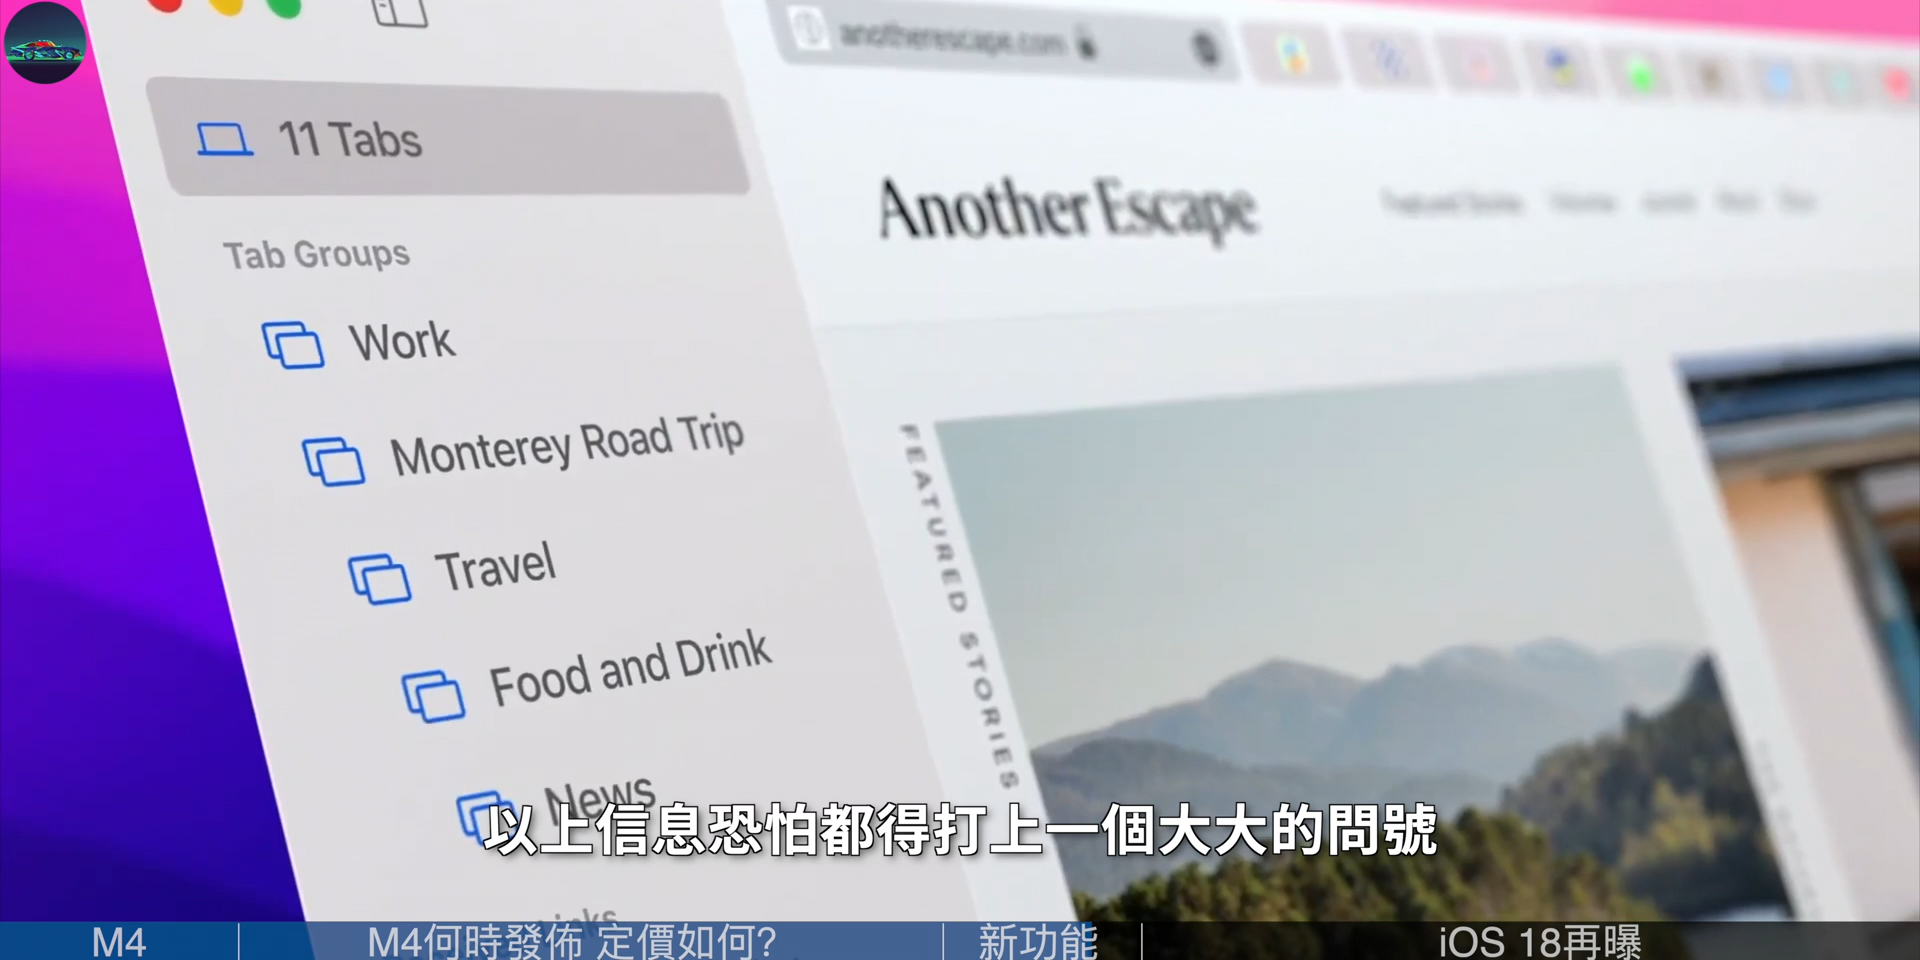 anotherescape.com
11 Tabs
Another Escape
Tab Groups
Work
Monterey Road Trip
Travel
Food and Drink
News
FEATURED STORIES
以上信息恐怕都得打上一個大大的問號
M4
M4何時發佈 定價如何?
新功能
iOS 18再曝